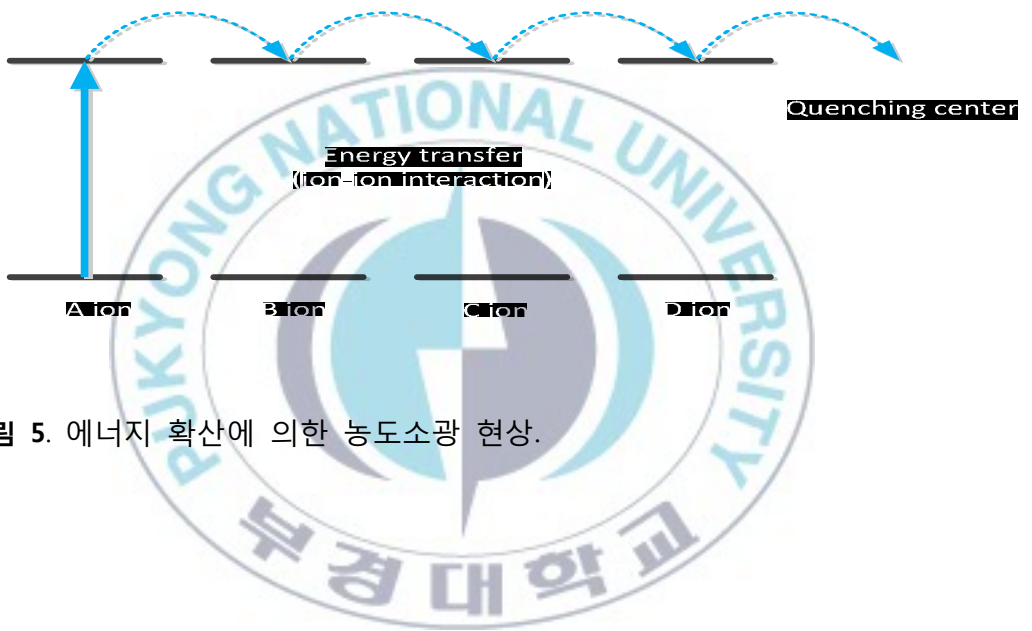 Quenching center
Energy transfer
(ion-ion interaction)
A ion
B ion
C ion
D ion
림 5. 에너지 확산에 의한 농도소광 현상.
PUKYONG NATIONAL UNIVERSITY
부경대학교